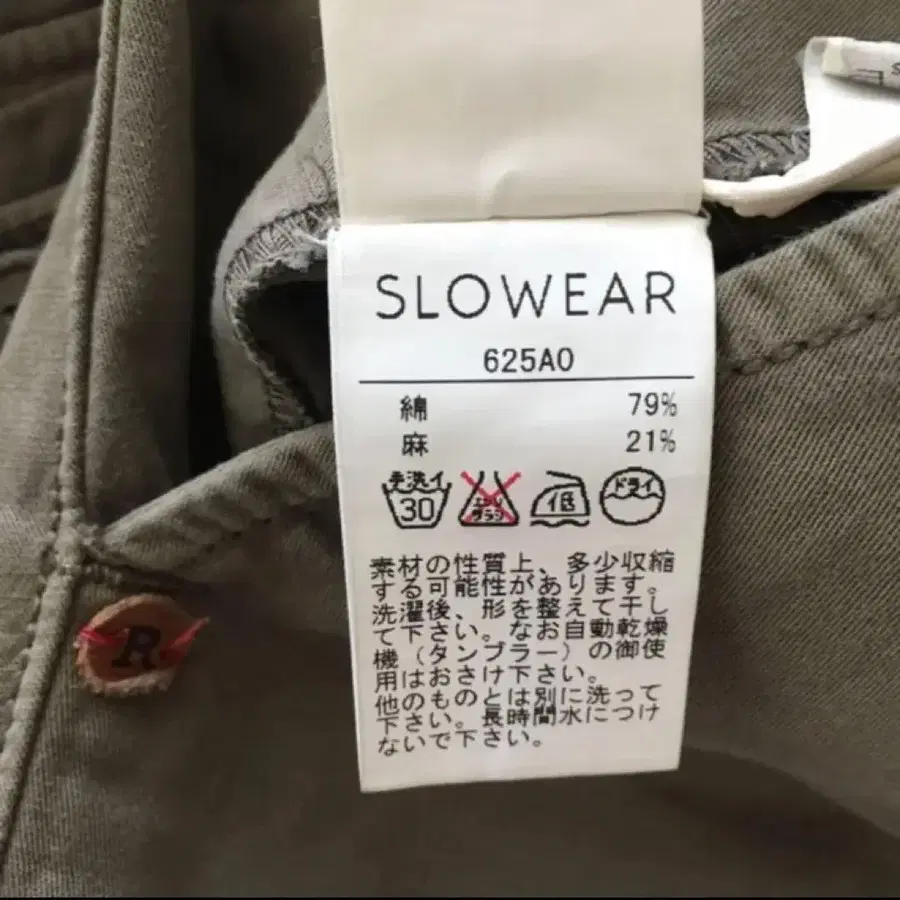 SLOWEAR
625A0
綿 79%
麻 21%
手洗イ 30 エンソ サラシ 低 ドライ
素材の性質上、多少収縮
する可能性があります。
洗濯後、形を整えて干し
て下さい。なお自動乾燥
機（タンブラー）の御使
用はおさけ下さい。
他のものとは別に洗って
下さい。長時間水につけ
ないで下さい。
R